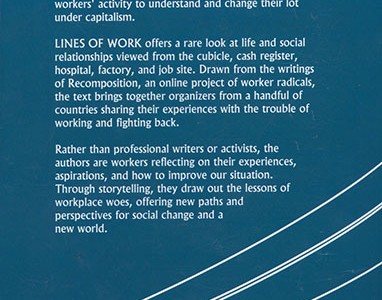 workers' activity to understand and change their lot
under capitalism.
LINES OF WORK offers a rare look at life and social
relationships viewed from the cubicle, cash register,
hospital, factory, and job site. Drawn from the writings
of Recomposition, an online project of worker radicals,
the text brings together organizers from a handful of
countries sharing their experiences with the trouble of
working and fighting back.
Rather than professional writers or activists, the
authors are workers reflecting on their experiences,
aspirations, and how to improve our situation.
Through storytelling, they draw out the lessons of
workplace woes, offering new paths and
perspectives for social change and a
new world.